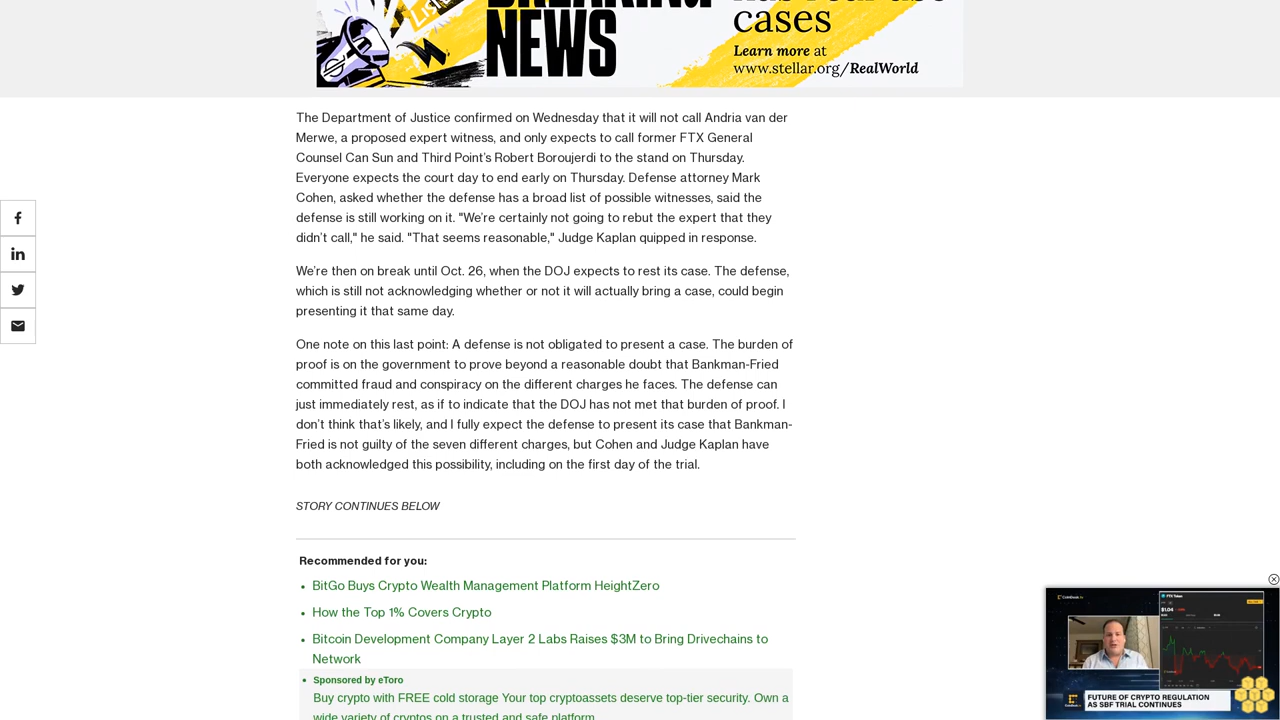 NEWS
cases
Learn more at
www.stellar.org/RealWorld
The Department of Justice confirmed on Wednesday that it will not call Andria van der
Merwe, a proposed expert witness, and only expects to call former FTX General
Counsel Can Sun and Third Point's Robert Boroujerdi to the stand on Thursday.
Everyone expects the court day to end early on Thursday. Defense attorney Mark
Cohen, asked whether the defense has a broad list of possible witnesses, said the
defense is still working on it. "We're certainly not going to rebut the expert that they
didn't call," he said. "That seems reasonable," Judge Kaplan quipped in response.
We're then on break until Oct. 26, when the DOJ expects to rest its case. The defense,
which is still not acknowledging whether or not it will actually bring a case, could begin
presenting it that same day.
One note on this last point: A defense is not obligated to present a case. The burden of
proof is on the government to prove beyond a reasonable doubt that Bankman-Fried
committed fraud and conspiracy on the different charges he faces. The defense can
just immediately rest, as if to indicate that the DOJ has not met that burden of proof. I
don't think that's likely, and I fully expect the defense to present its case that Bankman-
Fried is not guilty of the seven different charges, but Cohen and Judge Kaplan have
both acknowledged this possibility, including on the first day of the trial.
STORY CONTINUES BELOW
Recommended for you:
• BitGo Buys Crypto Wealth Management Platform HeightZero
• How the Top 1% Covers Crypto
• Bitcoin Development Company Layer 2 Labs Raises $3M to Bring Drivechains to
Network
• Sponsored by eToro
Buy crypto with FREE cold storage Your top cryptoassets deserve top-tier security. Own a
wide variety of cryptos on a trusted and safe platform
FTX Token
$1.04
FUTURE OF CRYPTO REGULATION
AS SBF TRIAL CONTINUES